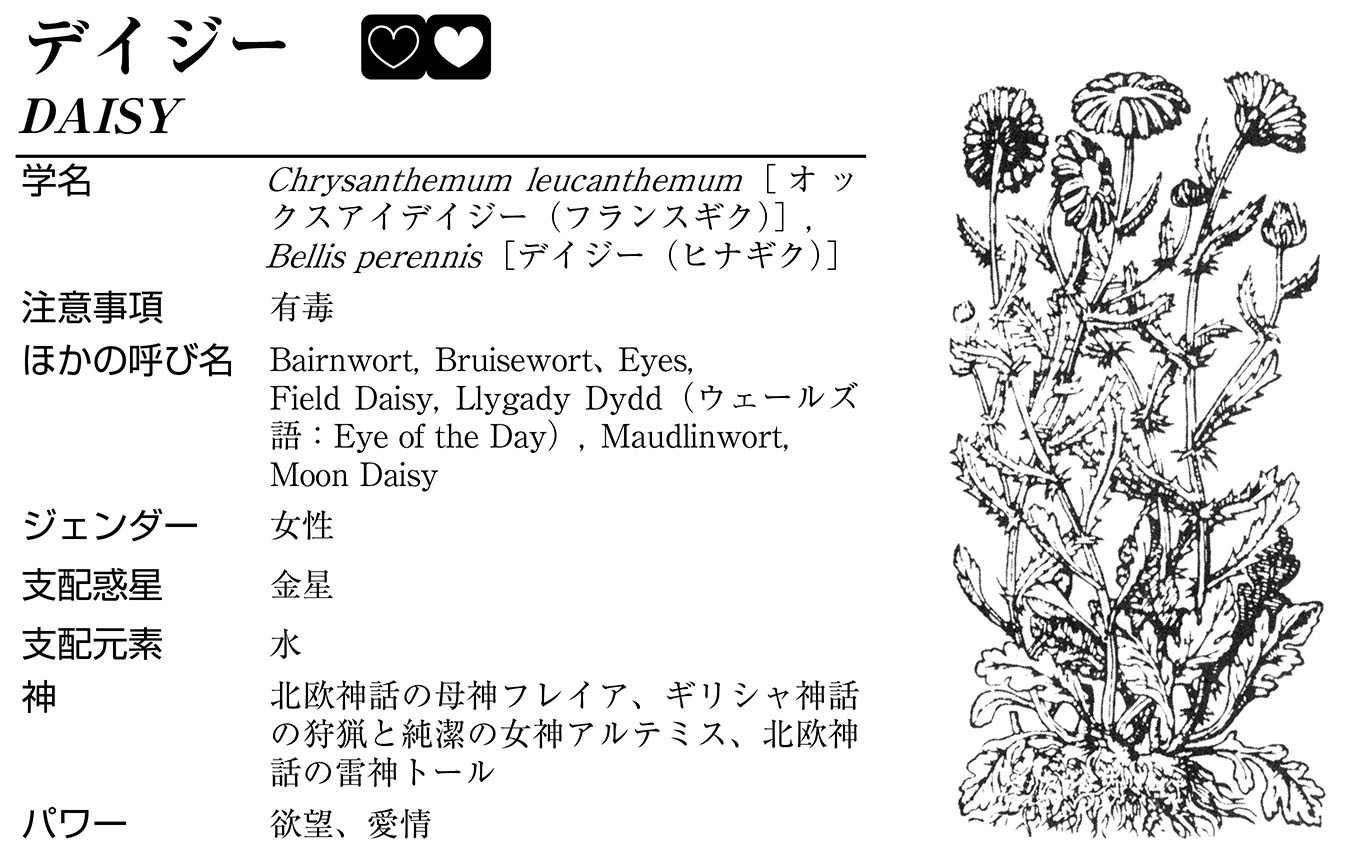 デイジー
DAISY
学名 Chrysanthemum leucanthemum［オッ
クスアイデイジー（フランスギク）］,
Bellis perennis［デイジー（ヒナギク）］
注意事項 有毒
ほかの呼び名 Bairnwort, Bruisewort、Eyes,
Field Daisy, Llygady Dydd（ウェールズ
語：Eye of the Day）, Maudlinwort,
Moon Daisy
ジェンダー 女性
支配惑星 金星
支配元素 水
神 北欧神話の母神フレイア、ギリシャ神話
の狩猟と純潔の女神アルテミス、北欧神
話の雷神トール
パワー 欲望、愛情